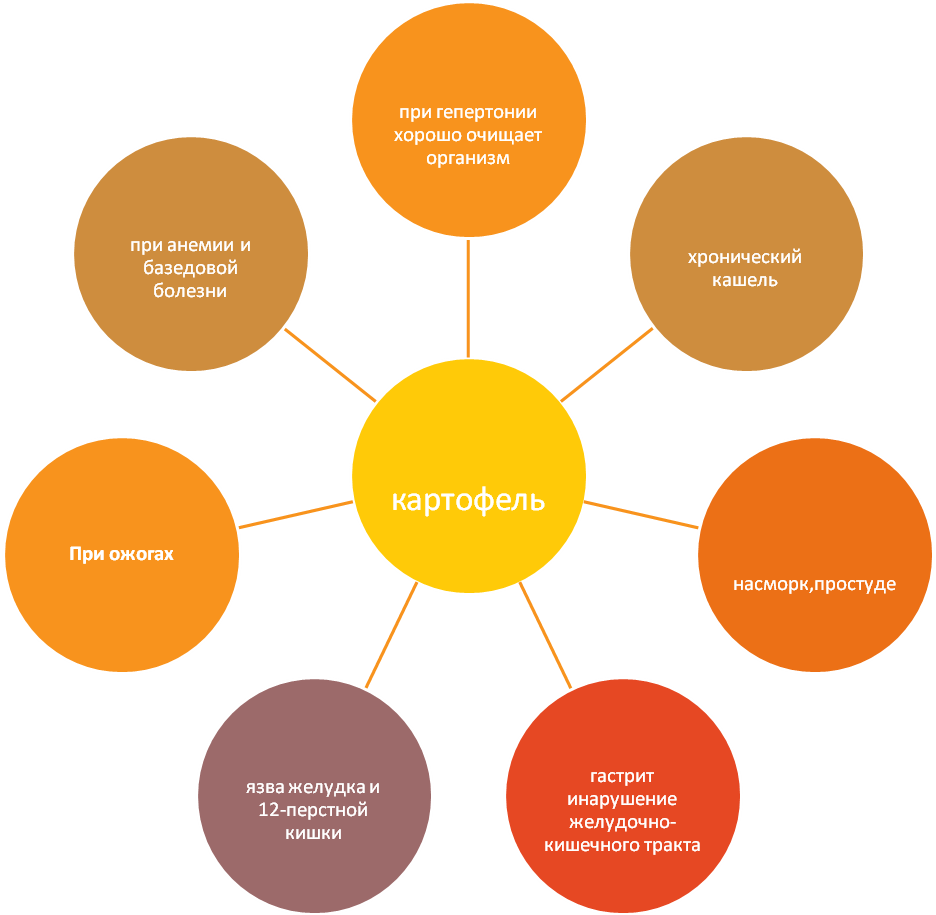 при гепертонии
хорошо очищает
организм
хронический
кашель
насморк,простуде
гастрит
инарушение
желудочно-
кишечного тракта
язва желудка и
12-перстной
кишки
При ожогах
при анемии и
базедовой
болезни
картофель